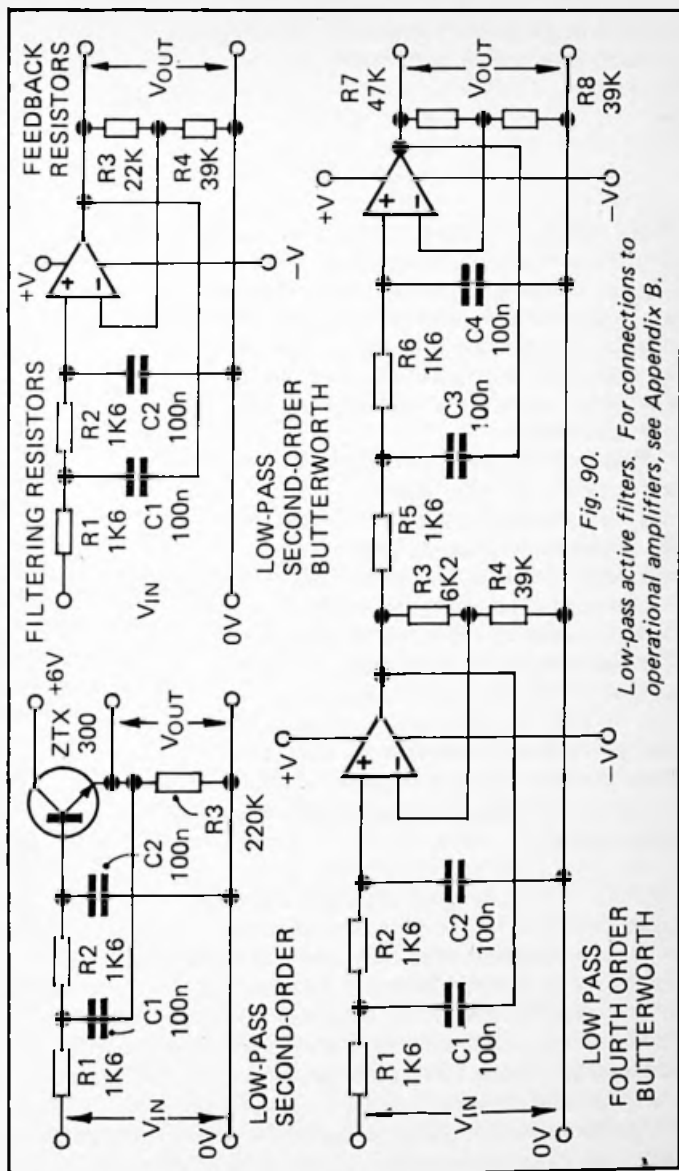 FILTERING RESISTORS
FEEDBACK
RESISTORS
+6V
ZTX
300
R1
1K6
R2
1K6
C1
100n
C2
100n
R3
220K
VIN
VOUT
0V
LOW-PASS
SECOND-ORDER
R1
1K6
R2
1K6
C1
100n
C2
100n
+V
+
−
−V
R3
22K
R4
39K
VIN
VOUT
0V
LOW-PASS
SECOND-ORDER
BUTTERWORTH
R1
1K6
R2
1K6
C1
100n
C2
100n
+V
+
−
−V
R3
6K2
R4
39K
R5
1K6
R6
1K6
C3
100n
C4
100n
+V
+
−
−V
R7
47K
R8
39K
VIN
VOUT
0V
LOW PASS
FOURTH ORDER
BUTTERWORTH
Fig. 90.
Low-pass active filters. For connections to
operational amplifiers, see Appendix B.